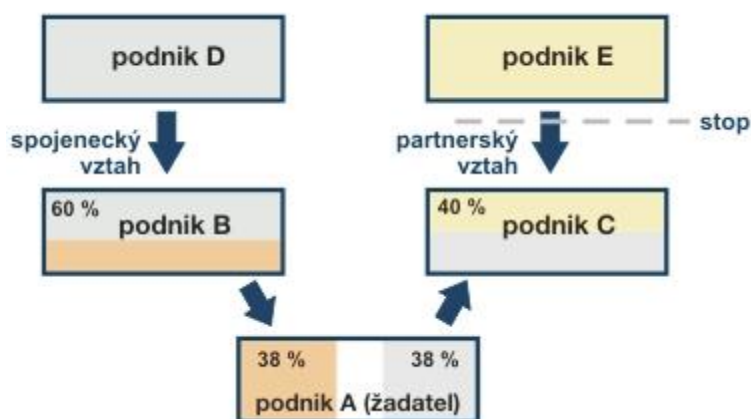 podnik D
podnik E
stop
spojenecký
vztah
partnerský
vztah
60 %
podnik B
40 %
podnik C
38 %
38 %
podnik A (žadatel)